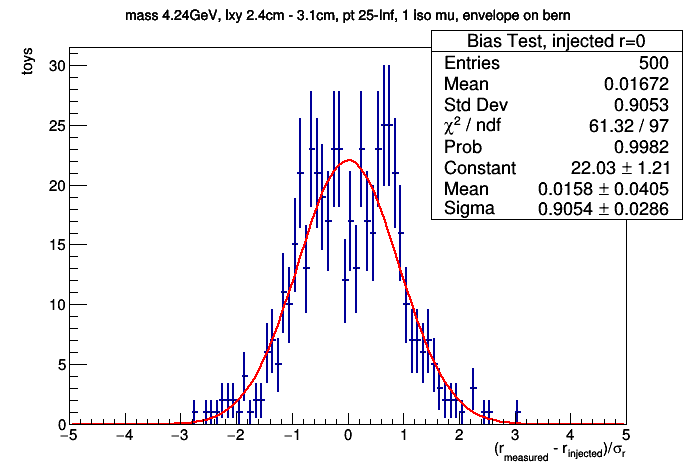 mass 4.24GeV, lxy 2.4cm - 3.1cm, pt 25-Inf, 1 Iso mu, envelope on bern
Bias Test, injected r=0
Entries 500
Mean 0.01672
Std Dev 0.9053
χ² / ndf 61.32 / 97
Prob 0.9982
Constant 22.03 ± 1.21
Mean 0.0158 ± 0.0405
Sigma 0.9054 ± 0.0286
toys
30
25
20
15
10
5
0
−5 −4 −3 −2 −1 0 1 2 3 4 5
(r_measured - r_injected)/σ_r